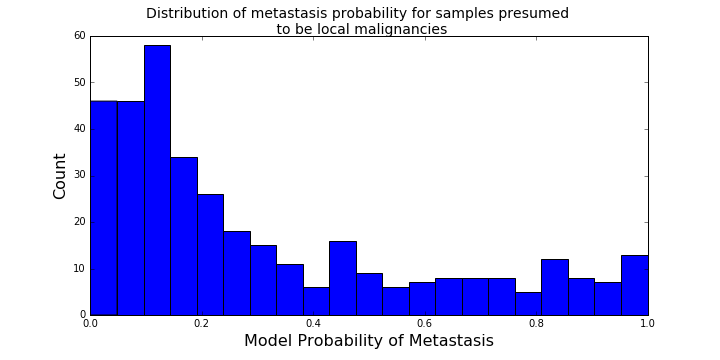 Distribution of metastasis probability for samples presumed
to be local malignancies
60
50
40
30
20
10
0
Count
0.0 0.2 0.4 0.6 0.8 1.0
Model Probability of Metastasis